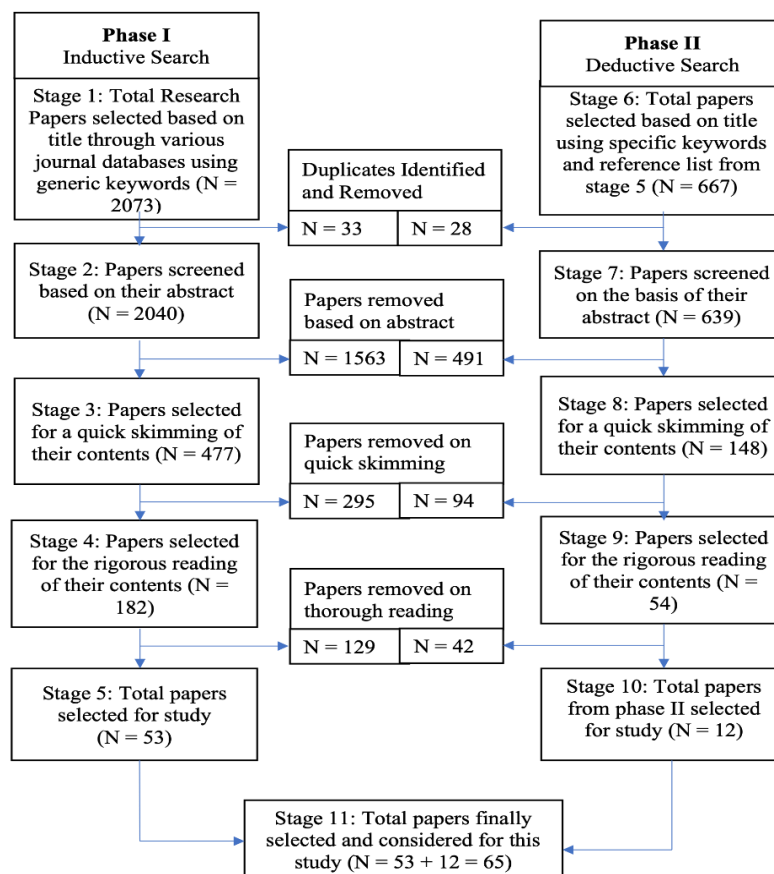 Phase I
Inductive Search
Stage 1: Total Research
Papers selected based on
title through various
journal databases using
generic keywords (N =
2073)
Phase II
Deductive Search
Stage 6: Total papers
selected based on title
using specific keywords
and reference list from
stage 5 (N = 667)
Duplicates Identified
and Removed
N = 33
N = 28
Stage 2: Papers screened
based on their abstract
(N = 2040)
Stage 7: Papers screened
on the basis of their
abstract (N = 639)
Papers removed
based on abstract
N = 1563
N = 491
Stage 3: Papers selected
for a quick skimming of
their contents (N = 477)
Stage 8: Papers selected
for a quick skimming of
their contents (N = 148)
Papers removed on
quick skimming
N = 295
N = 94
Stage 4: Papers selected
for the rigorous reading
of their contents (N =
182)
Stage 9: Papers selected
for the rigorous reading
of their contents (N =
54)
Papers removed on
thorough reading
N = 129
N = 42
Stage 5: Total papers
selected for study
(N = 53)
Stage 10: Total papers
from phase II selected
for study (N = 12)
Stage 11: Total papers finally
selected and considered for this
study (N = 53 + 12 = 65)